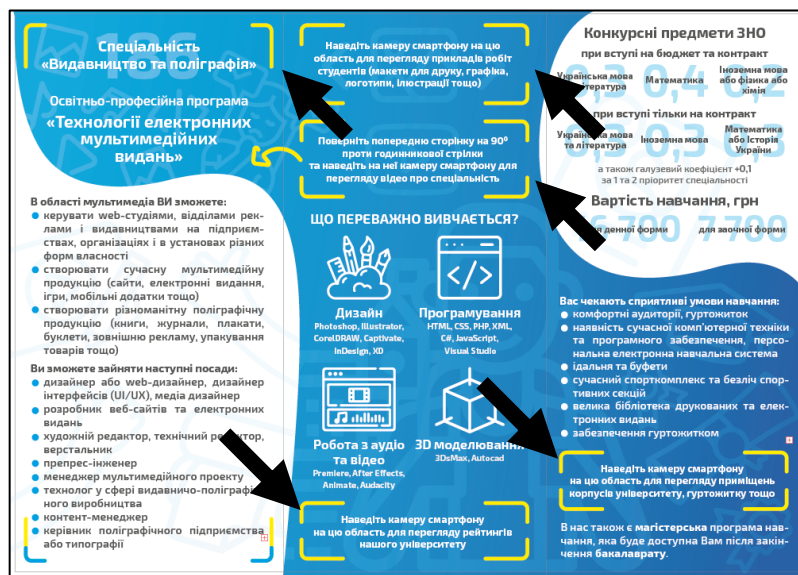 186
Спеціальність
«Видавництво та поліграфія»
Освітньо-професійна програма
«Технології електронних
мультимедійних
видань»
В області мультимедіа ВИ зможете:
керувати web-студіями, відділами рек-
лами і видавництвами на підприєм-
ствах, організаціях і в установах різних
форм власності
створювати сучасну мультимедійну
продукцію (сайти, електронні видання,
ігри, мобільні додатки тощо)
створювати різноманітну поліграфічну
продукцію (книги, журнали, плакати,
буклети, зовнішню рекламу, упакування
товарів тощо)
Ви зможете зайняти наступні посади:
дизайнер або web-дизайнер, дизайнер
інтерфейсів (UI/UX), медіа дизайнер
розробник веб-сайтів та електронних
видань
художній редактор, технічний редактор,
верстальник
препрес-інженер
менеджер мультимедійного проекту
технолог у сфері видавничо-поліграфіч-
ного виробництва
контент-менеджер
керівник поліграфічного підприємства
або типографії
Наведіть камеру смартфону на цю
область для перегляду прикладів робіт
студентів (макети для друку, графіка,
логотипи, ілюстрації тощо)
Поверніть попередню сторінку на 90⁰
проти годинникової стрілки
та наведіть на неї камеру смартфону для
перегляду відео про спеціальність
ЩО ПЕРЕВАЖНО ВИВЧАЄТЬСЯ?
Дизайн
Photoshop, Illustrator,
CorelDRAW, Captivate,
InDesign, XD
Програмування
HTML, CSS, PHP, XML,
C#, JavaScript,
Visual Studio
Робота з аудіо
та відео
Premiere, After Effects,
Animate, Audacity
3D моделювання
3DsMax, Autocad
Наведіть камеру смартфону
на цю область для перегляду рейтингів
нашого університету
Конкурсні предмети ЗНО
при вступі на бюджет та контракт
0,3 0,4 0,2
Українська мова
та література
Математика
Іноземна мова
або фізика або
хімія
при вступі тільки на контракт
0,3 0,3 0,3
Українська мова
та література
Іноземна мова
Математика
або Історія
України
а також галузевий коефіцієнт +0,1
за 1 та 2 пріоритет спеціальності
Вартість навчання, грн
700 7 700
для денної форми
для заочної форми
Вас чекають сприятливі умови навчання:
комфортні аудиторії, гуртожиток
наявність сучасної комп'ютерної техніки
та програмного забезпечення, персо-
нальна електронна навчальна система
їдальня та буфети
сучасний спорткомплекс та безліч спор-
тивних секцій
велика бібліотека друкованих та елек-
тронних видань
забезпечення гуртожитком
Наведіть камеру смартфону
на цю область для перегляду приміщень
корпусів університету, гуртожитку тощо
В нас також є магістерська програма нав-
чання, яка буде доступна Вам після закін-
чення бакалаврату.